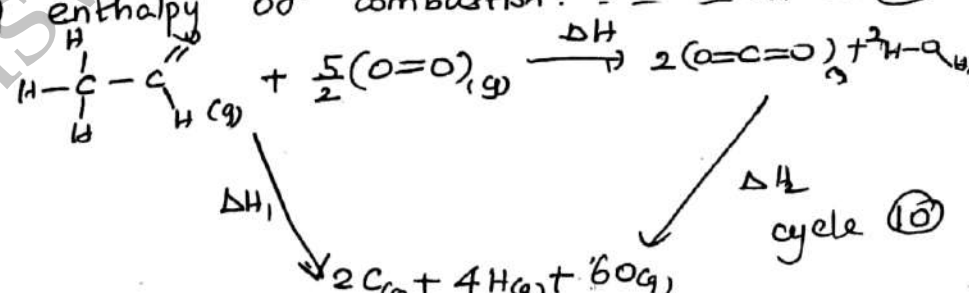 enthalpy of combustion.
H
H-C-C=O
H
H (g)
+ 5/2 (O=O)(g) ΔH → 2(O=C=O)(g) + 2H-O-H
ΔH1
ΔH2
cycle (10)
2C(g) + 4H(g) + 6O(g)